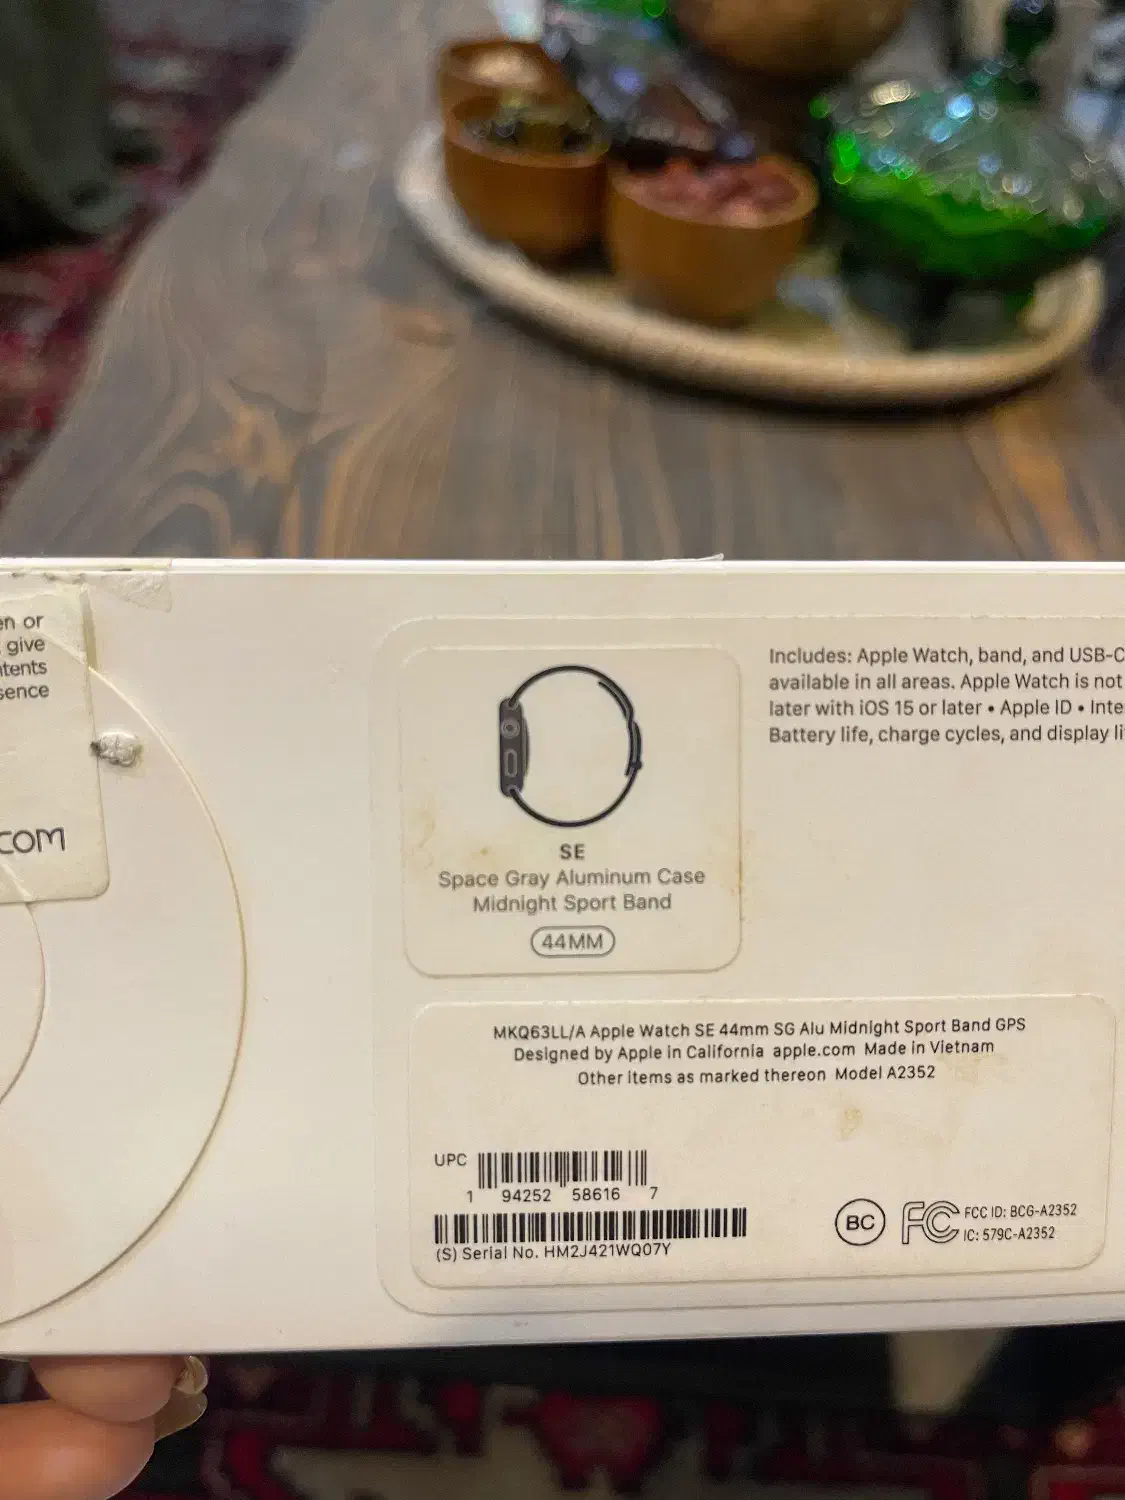 en or
give
ntents
sence
COM
Includes: Apple Watch, band, and USB-C
available in all areas. Apple Watch is not
later with iOS 15 or later • Apple ID • Inte
Battery life, charge cycles, and display li
SE
Space Gray Aluminum Case
Midnight Sport Band
44MM
MKQ63LL/A Apple Watch SE 44mm SG Alu Midnight Sport Band GPS
Designed by Apple in California apple.com Made in Vietnam
Other items as marked thereon Model A2352
UPC
1 94252 58616 7
(S) Serial No. HM2J421WQ07Y
BC
FC
FCC ID: BCG-A2352
IC: 579C-A2352